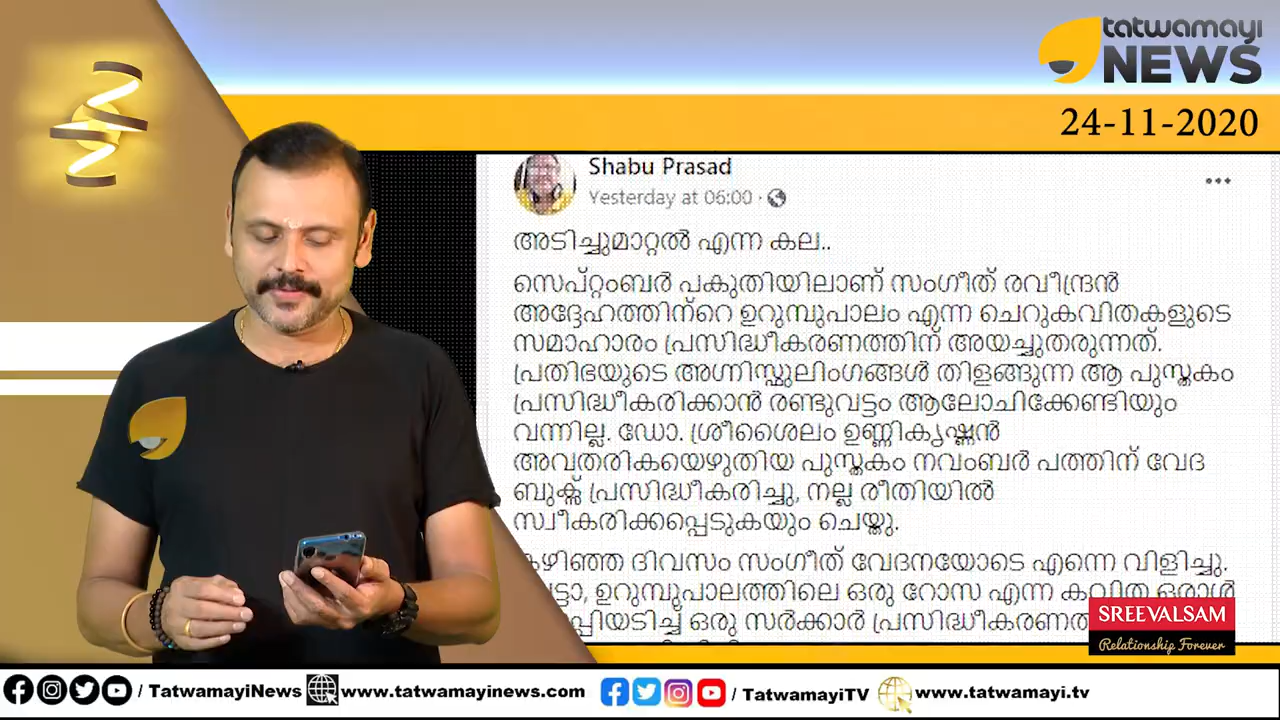 tatwamayi
NEWS
24-11-2020
Shabu Prasad
Yesterday at 06:00 ·
അടിച്ചുമാറ്റൽ എന്ന കല..
സെപ്റ്റംബർ പകുതിയിലാണ് സംഗീത് രവീന്ദ്രൻ
അദ്ദേഹത്തിന്റെ ഉറുമ്പുപാലം എന്ന ചെറുകവിതകളുടെ
സമാഹാരം പ്രസിദ്ധീകരണത്തിന് അയച്ചുതരുന്നത്.
പ്രതിഭയുടെ അഗ്നിസ്ഫുലിംഗങ്ങൾ തിളങ്ങുന്ന ആ പുസ്തകം
പ്രസിദ്ധീകരിക്കാൻ രണ്ടുവട്ടം ആലോചിക്കേണ്ടിയും
വന്നില്ല. ഡോ. ശ്രീശൈലം ഉണ്ണികൃഷ്ണൻ
അവതരികയെഴുതിയ പുസ്തകം നവംബർ പത്തിന് വേദ
ബുക്സ് പ്രസിദ്ധീകരിച്ചു, നല്ല രീതിയിൽ
സ്വീകരിക്കപ്പെടുകയും ചെയ്തു.
ദിവസം സംഗീത് വേദനയോടെ എന്നെ വിളിച്ചു.
ഉറുമ്പുപാലത്തിലെ ഒരു റോസ എന്ന കവിത ഒരാൾ
ഒരു സർക്കാർ
SREEVALSAM
Relationship Forever
/ TatwamayiNews www.tatwamayinews.com / TatwamayiTV www.tatwamayi.tv